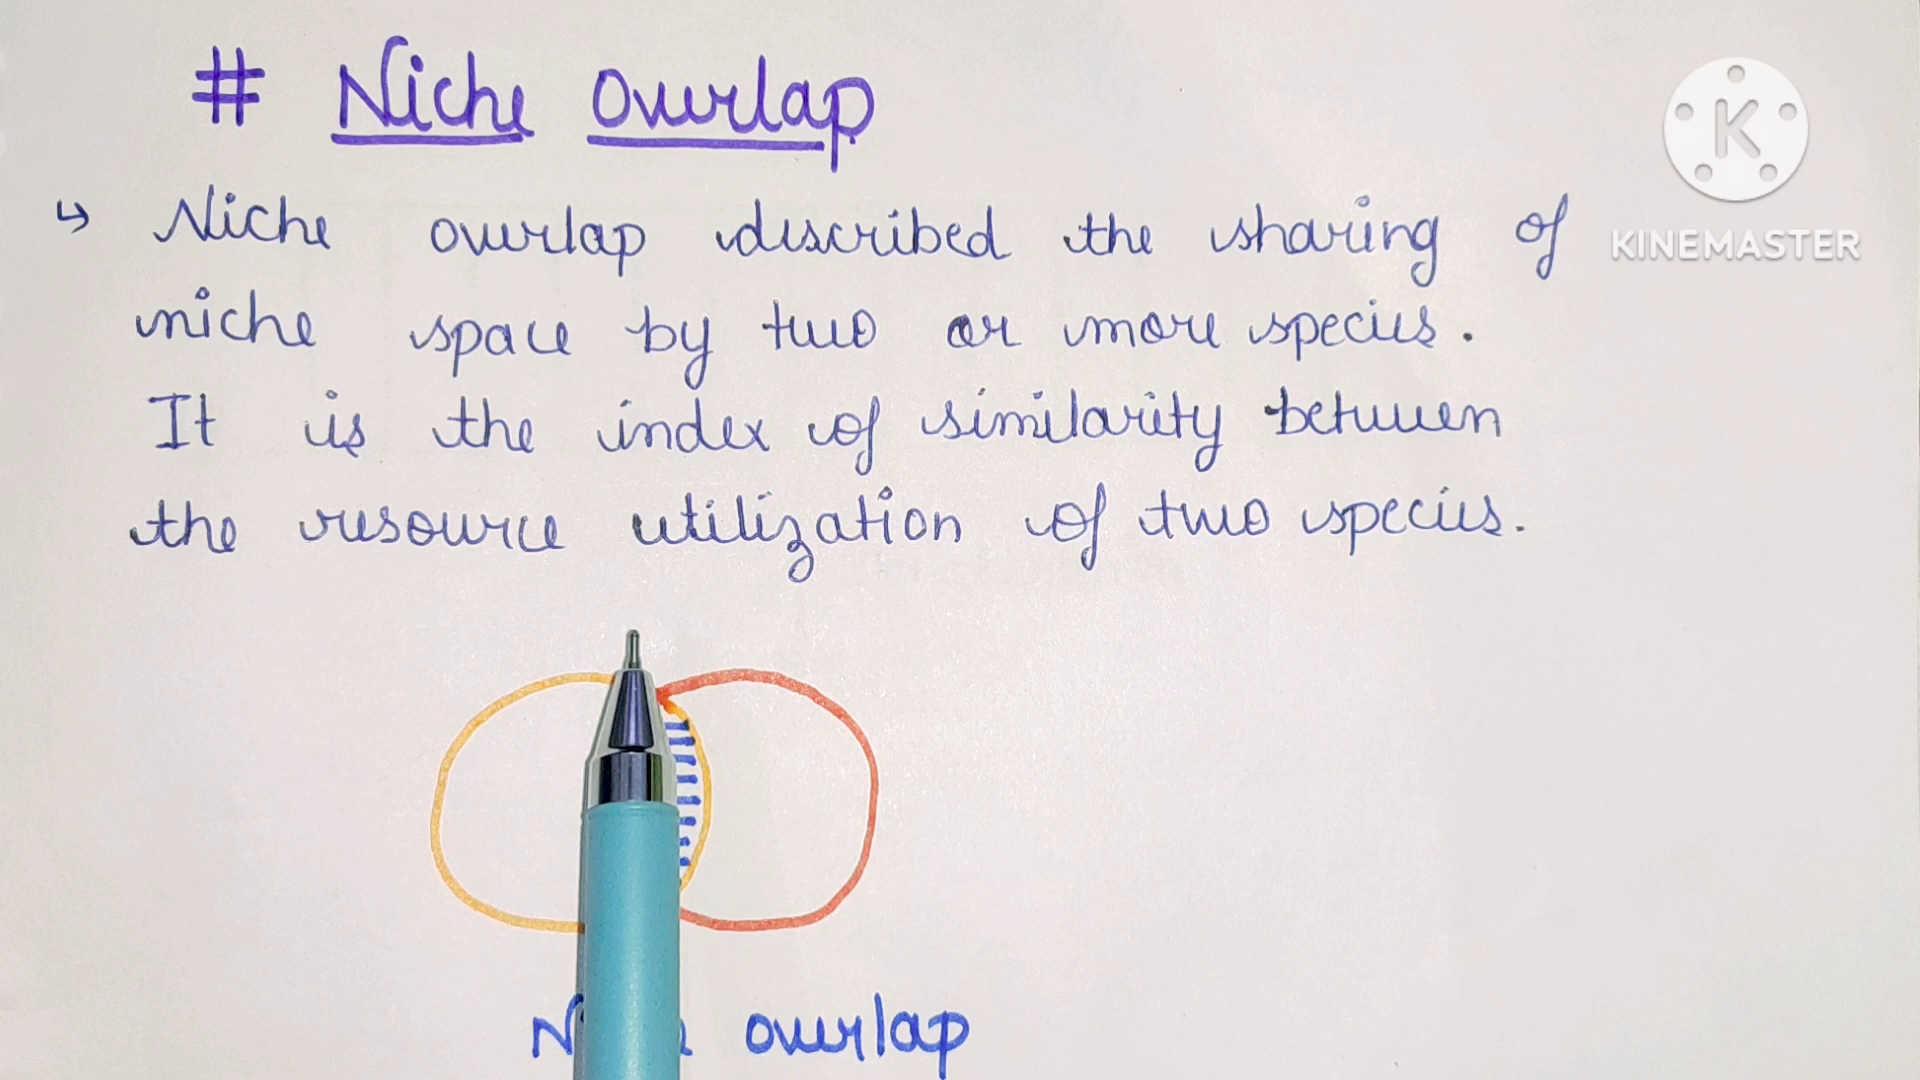 # Niche Overlap
↳ Niche overlap described the sharing of
niche space by two or more species.
It is the index of similarity between
the resource utilization of two species.
overlap
K
KINEMASTER